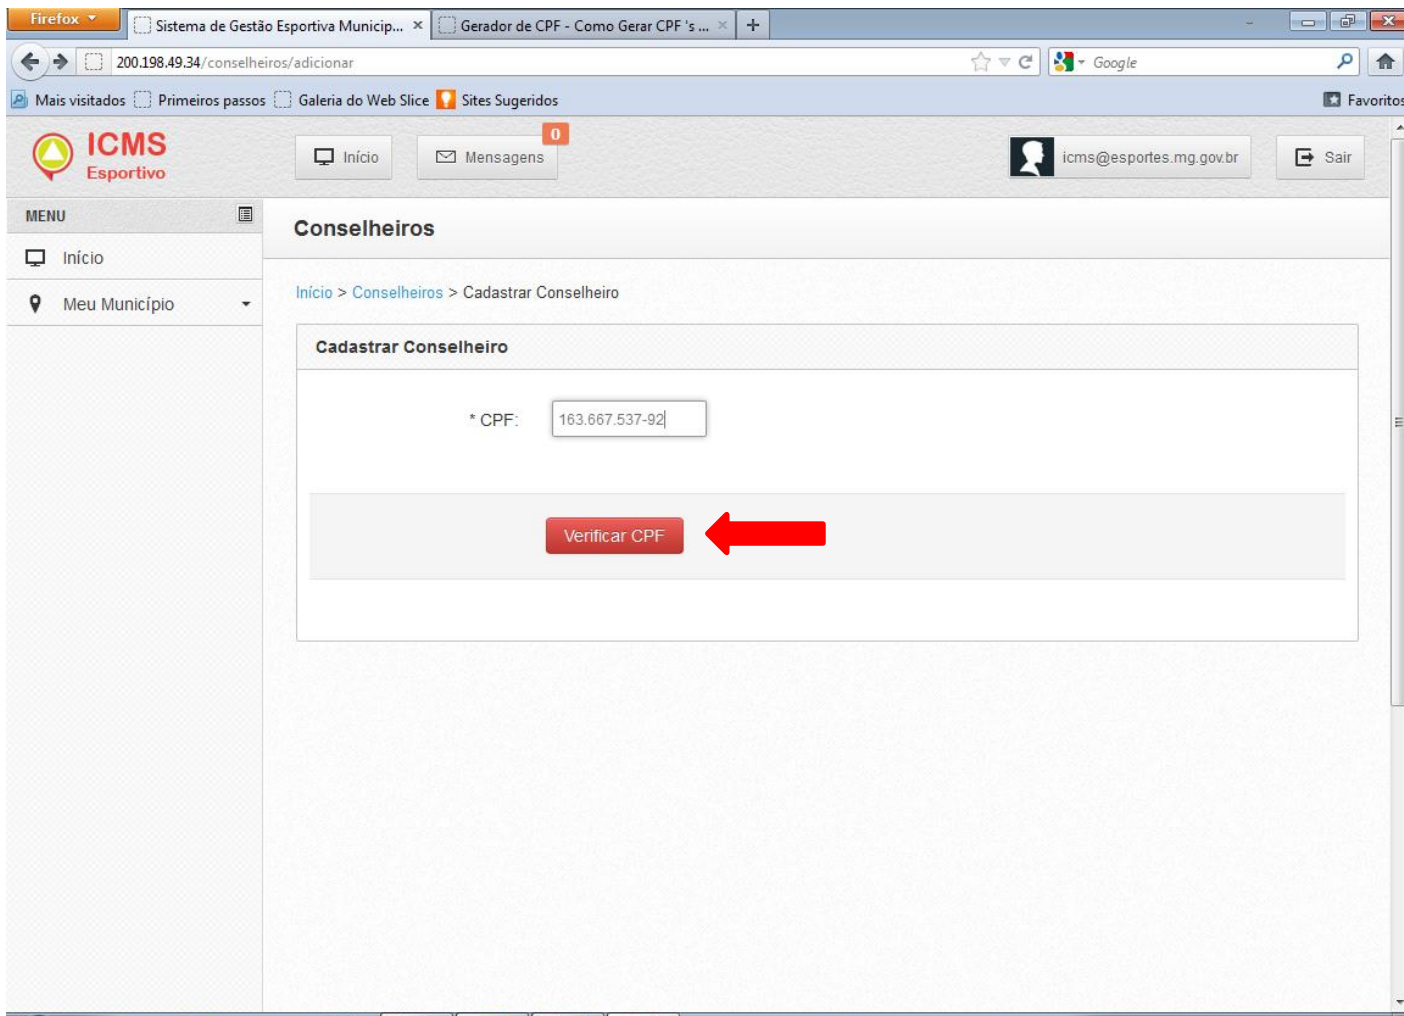 Firefox
Sistema de Gestão Esportiva Municip...
Gerador de CPF - Como Gerar CPF 's ...
200.198.49.34/conselheiros/adicionar
Google
Mais visitados Primeiros passos Galeria do Web Slice Sites Sugeridos Favoritos
ICMS
Esportivo
Início
Mensagens
0
icms@esportes.mg.gov.br
Sair
MENU
Início
Meu Município
Conselheiros
Início > Conselheiros > Cadastrar Conselheiro
Cadastrar Conselheiro
* CPF: 163.667.537-92
Verificar CPF